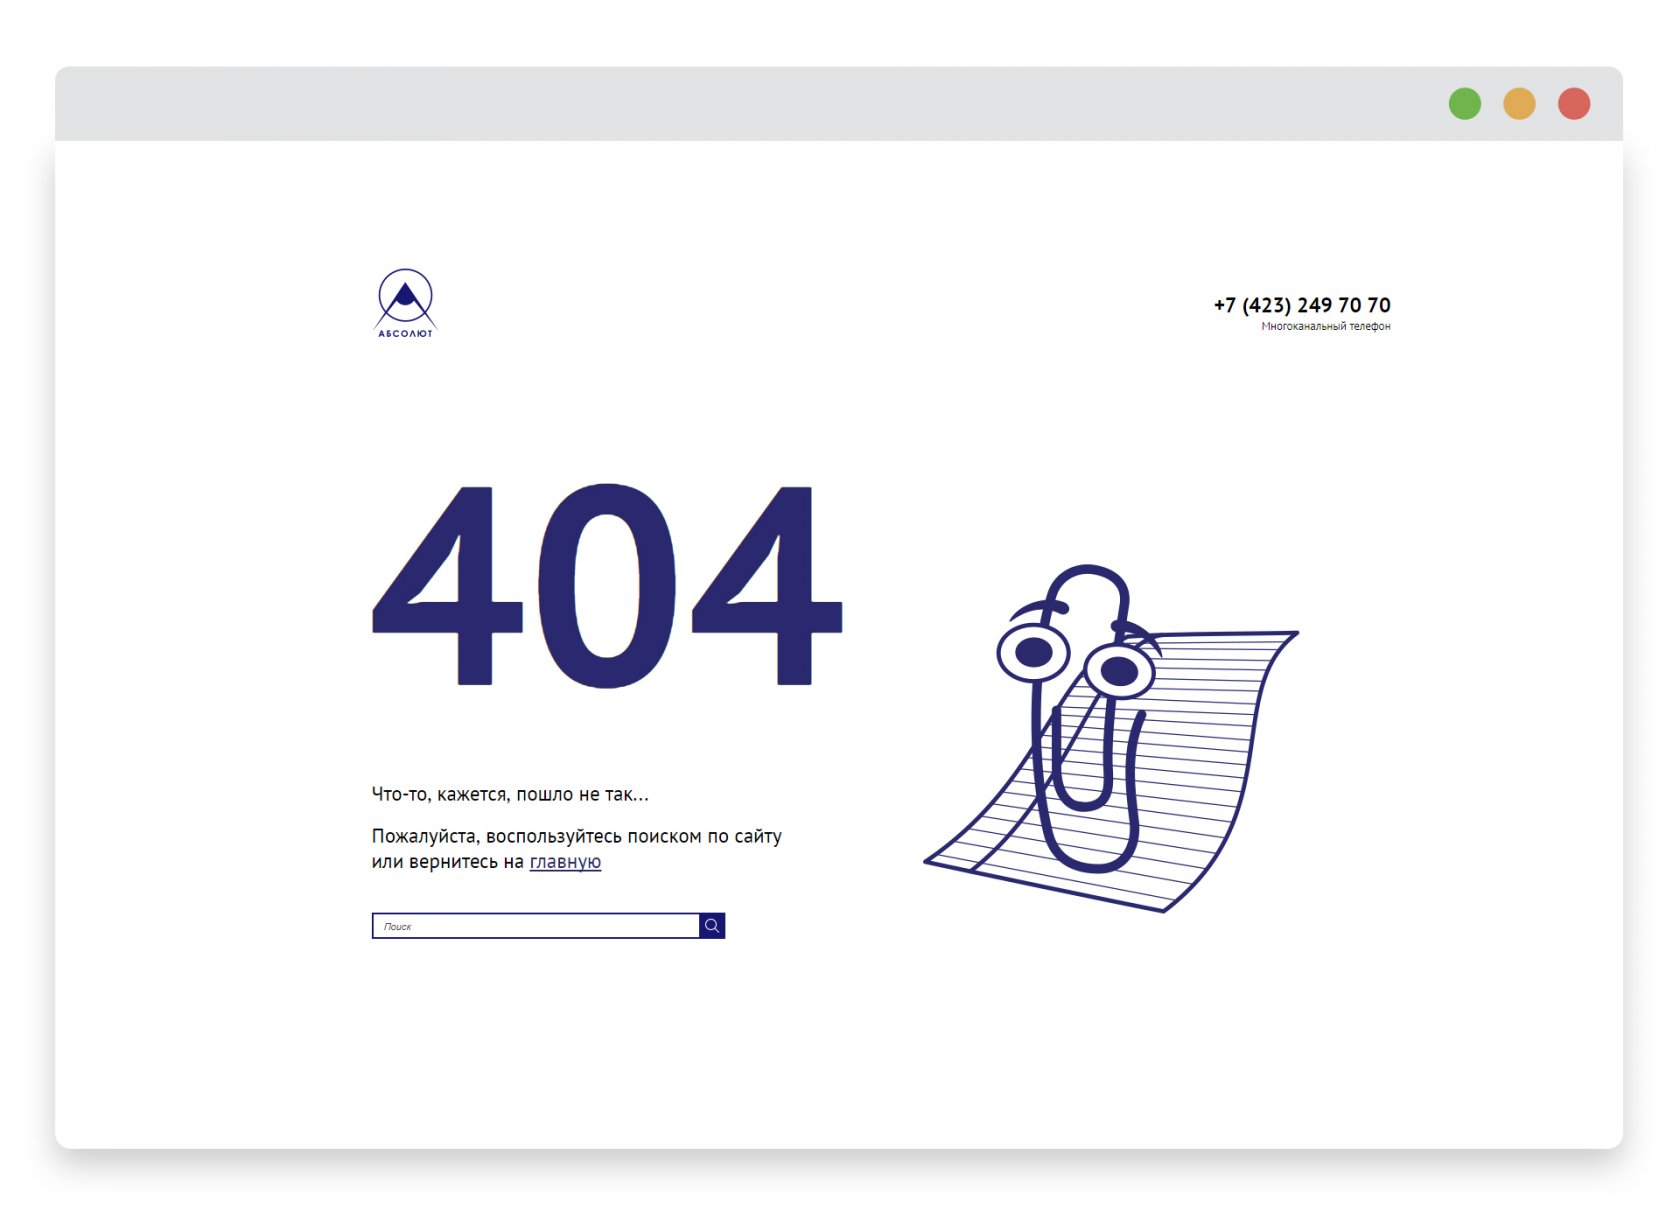 АБСОЛЮТ
+7 (423) 249 70 70
Многоканальный телефон
404
Что-то, кажется, пошло не так...
Пожалуйста, воспользуйтесь поиском по сайту
или вернитесь на главную
Поиск